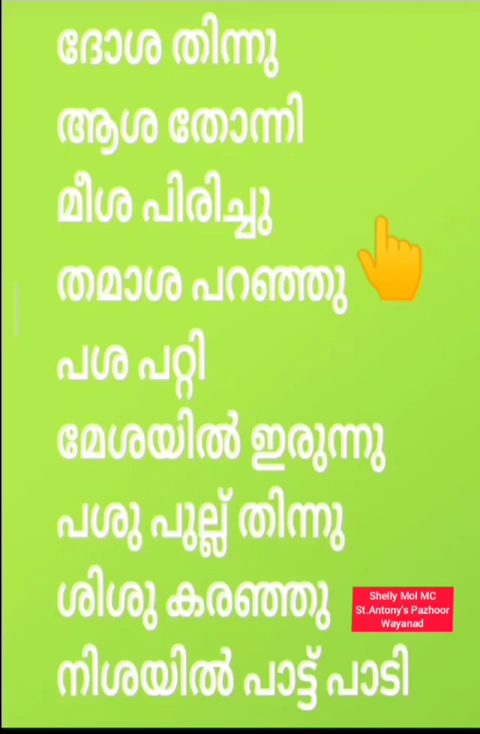 ദോശ തിന്നു
ആശ തോന്നി
മീശ പിരിച്ചു
തമാശ പറഞ്ഞു
പശ പറ്റി
മേശയിൽ ഇരുന്നു
പശു പുല്ല് തിന്നു
ശിശു കരഞ്ഞു
Shelly Mol MC
St.Antony's Pazhoor
Wayanad
നിശയിൽ പാട്ട് പാടി